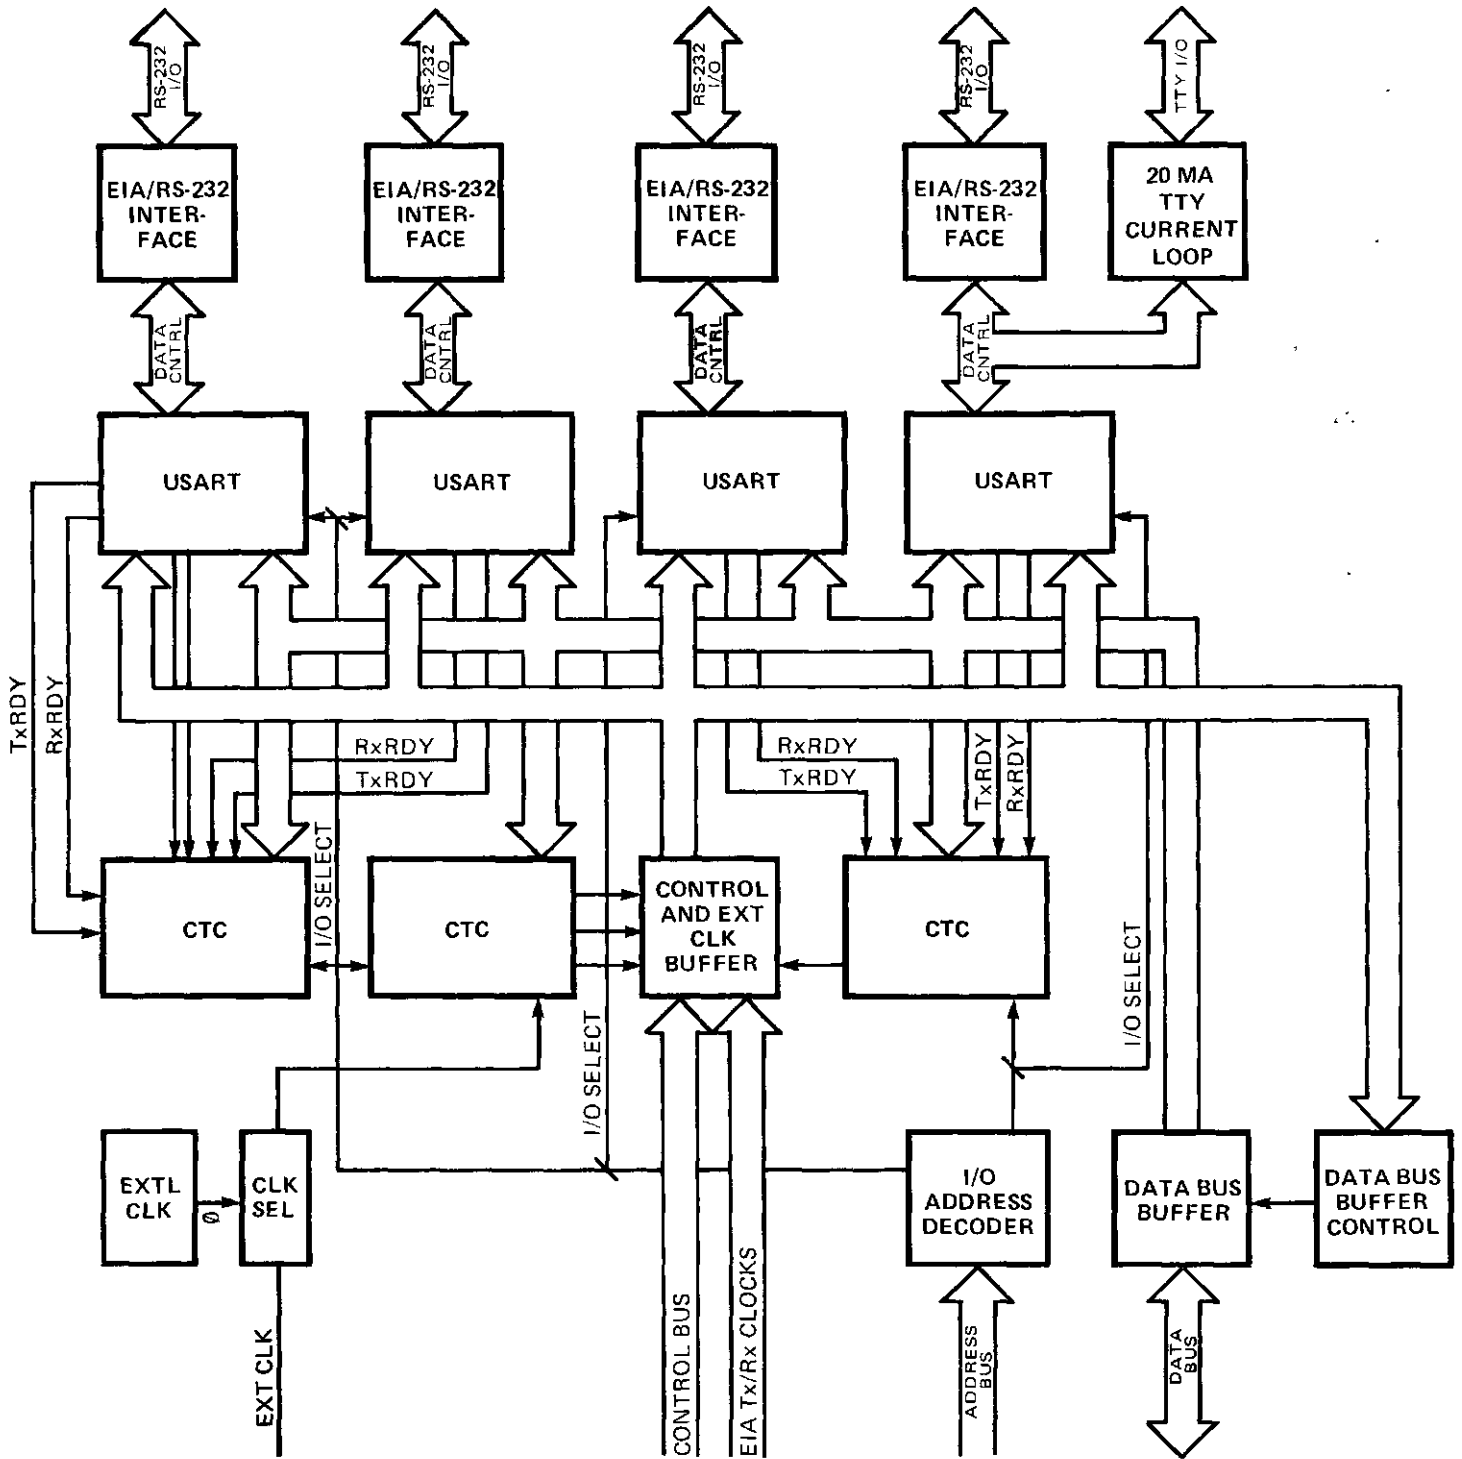 RS-232
I/O
RS-232
I/O
RS-232
I/O
RS-232
I/O
TTY I/O
EIA/RS-232
INTER-
FACE
EIA/RS-232
INTER-
FACE
EIA/RS-232
INTER-
FACE
EIA/RS-232
INTER-
FACE
20 MA
TTY
CURRENT
LOOP
DATA
CNTRL
DATA
CNTRL
DATA
CNTRL
DATA
CNTRL
USART
USART
USART
USART
TxRDY
RxRDY
RxRDY
TxRDY
RxRDY
TxRDY
TxRDY
RxRDY
I/O SELECT
CTC
CTC
CONTROL
AND EXT
CLK
BUFFER
CTC
I/O SELECT
I/O SELECT
EXTL
CLK
Ø
CLK
SEL
I/O
ADDRESS
DECODER
DATA BUS
BUFFER
DATA BUS
BUFFER
CONTROL
EXT CLK
CONTROL BUS
EIA Tx/Rx CLOCKS
ADDRESS
BUS
DATA
BUS